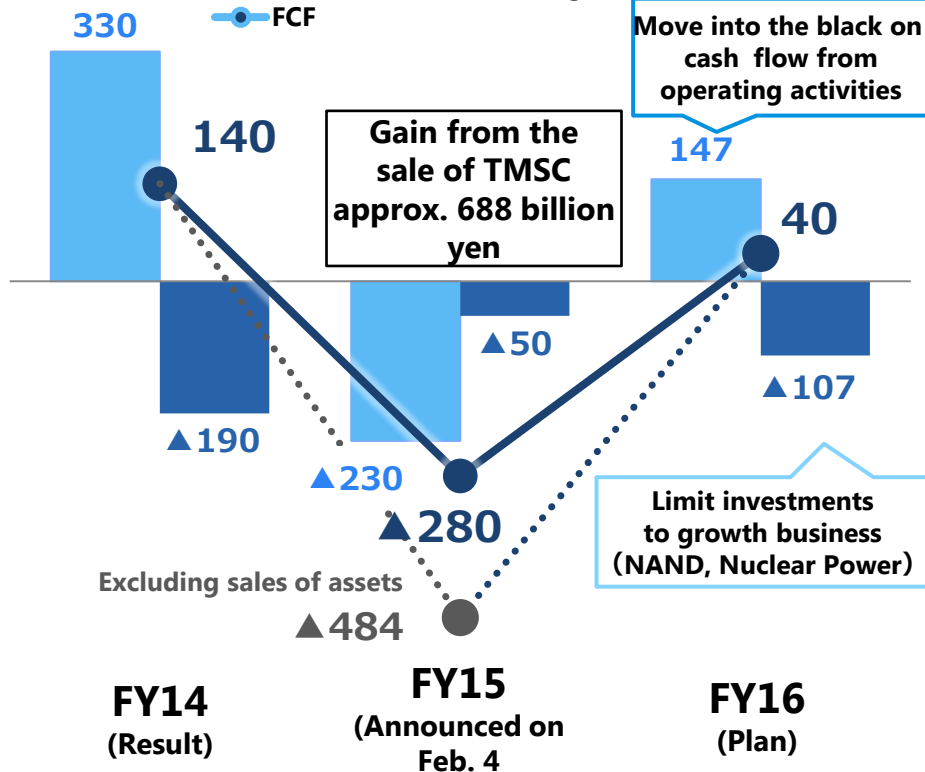 330
FCF
Move into the black on
cash flow from
operating activities
140
Gain from the
sale of TMSC
approx. 688 billion
yen
147
40
▲50
▲107
▲190
▲230
▲280
Limit investments
to growth business
(NAND, Nuclear Power)
Excluding sales of assets
▲484
FY14
(Result)
FY15
(Announced on
Feb. 4
FY16
(Plan)